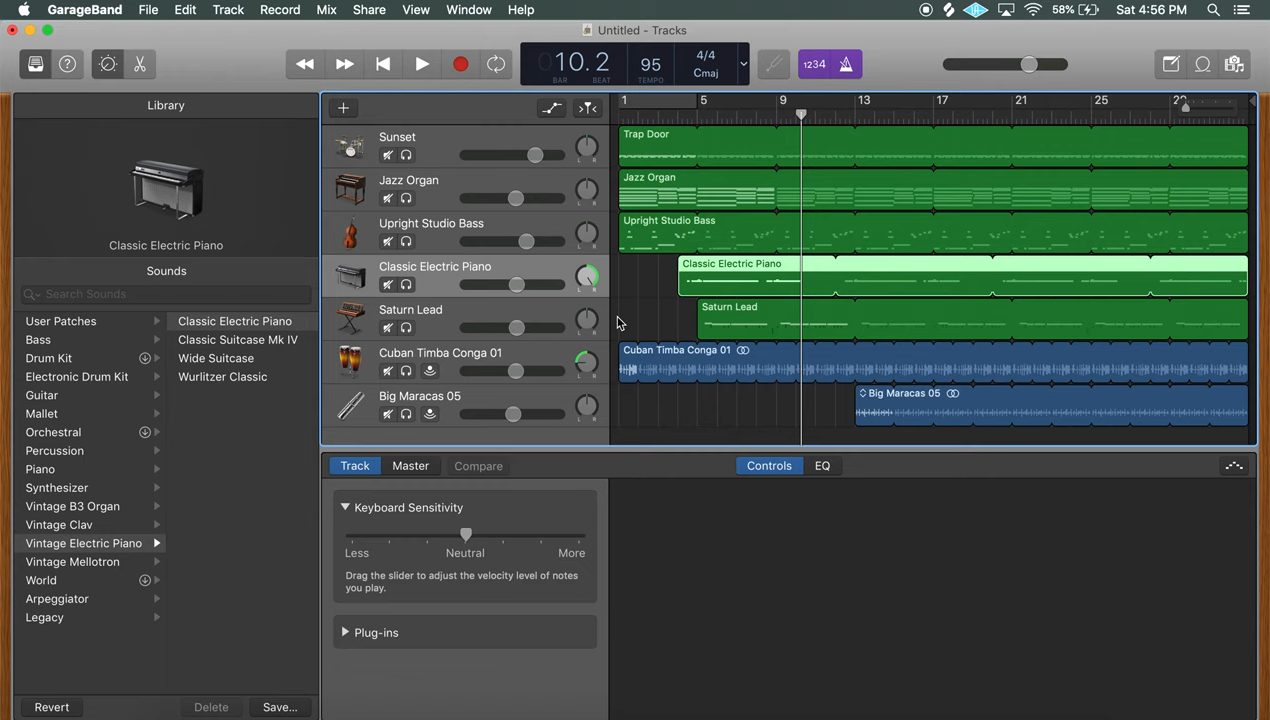 GarageBand File Edit Track Record Mix Share View Window Help 58% Sat 4:56 PM
Untitled - Tracks
010.2 95 4/4 Cmaj 1234
BAR BEAT TEMPO
Library
Classic Electric Piano
Sounds
Search Sounds
User Patches
Bass
Drum Kit
Electronic Drum Kit
Guitar
Mallet
Orchestral
Percussion
Piano
Synthesizer
Vintage B3 Organ
Vintage Clav
Vintage Electric Piano
Vintage Mellotron
World
Arpeggiator
Legacy
Classic Electric Piano
Classic Suitcase Mk IV
Wide Suitcase
Wurlitzer Classic
Revert Delete Save...
1 5 9 13 17 21 25
Sunset
L R
Jazz Organ
L R
Upright Studio Bass
L R
Classic Electric Piano
L R
Saturn Lead
L R
Cuban Timba Conga 01
L R
Big Maracas 05
L R
Trap Door
Jazz Organ
Upright Studio Bass
Classic Electric Piano
Saturn Lead
Cuban Timba Conga 01
Big Maracas 05
Track Master Compare Controls EQ
Keyboard Sensitivity
Less Neutral More
Drag the slider to adjust the velocity level of notes
you play.
Plug-ins